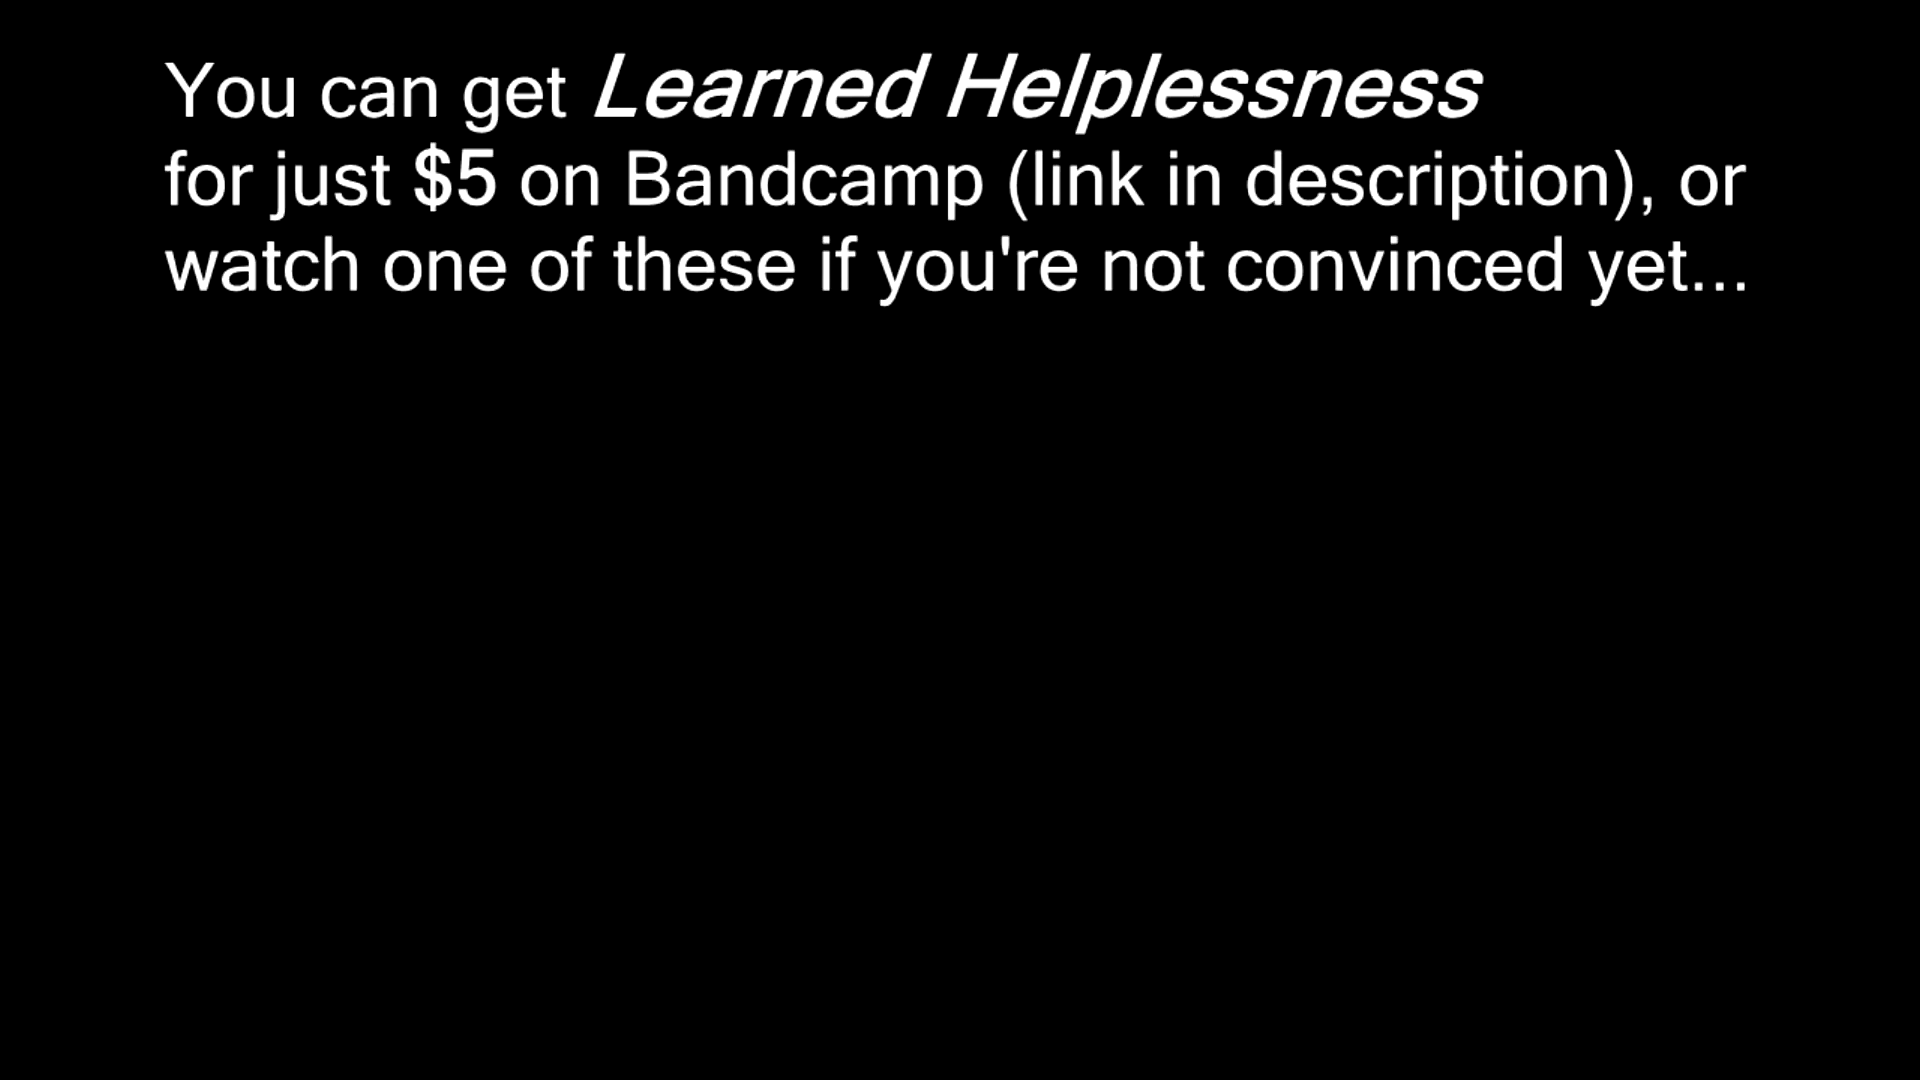 You can get Learned Helplessness
for just $5 on Bandcamp (link in description), or
watch one of these if you're not convinced yet...